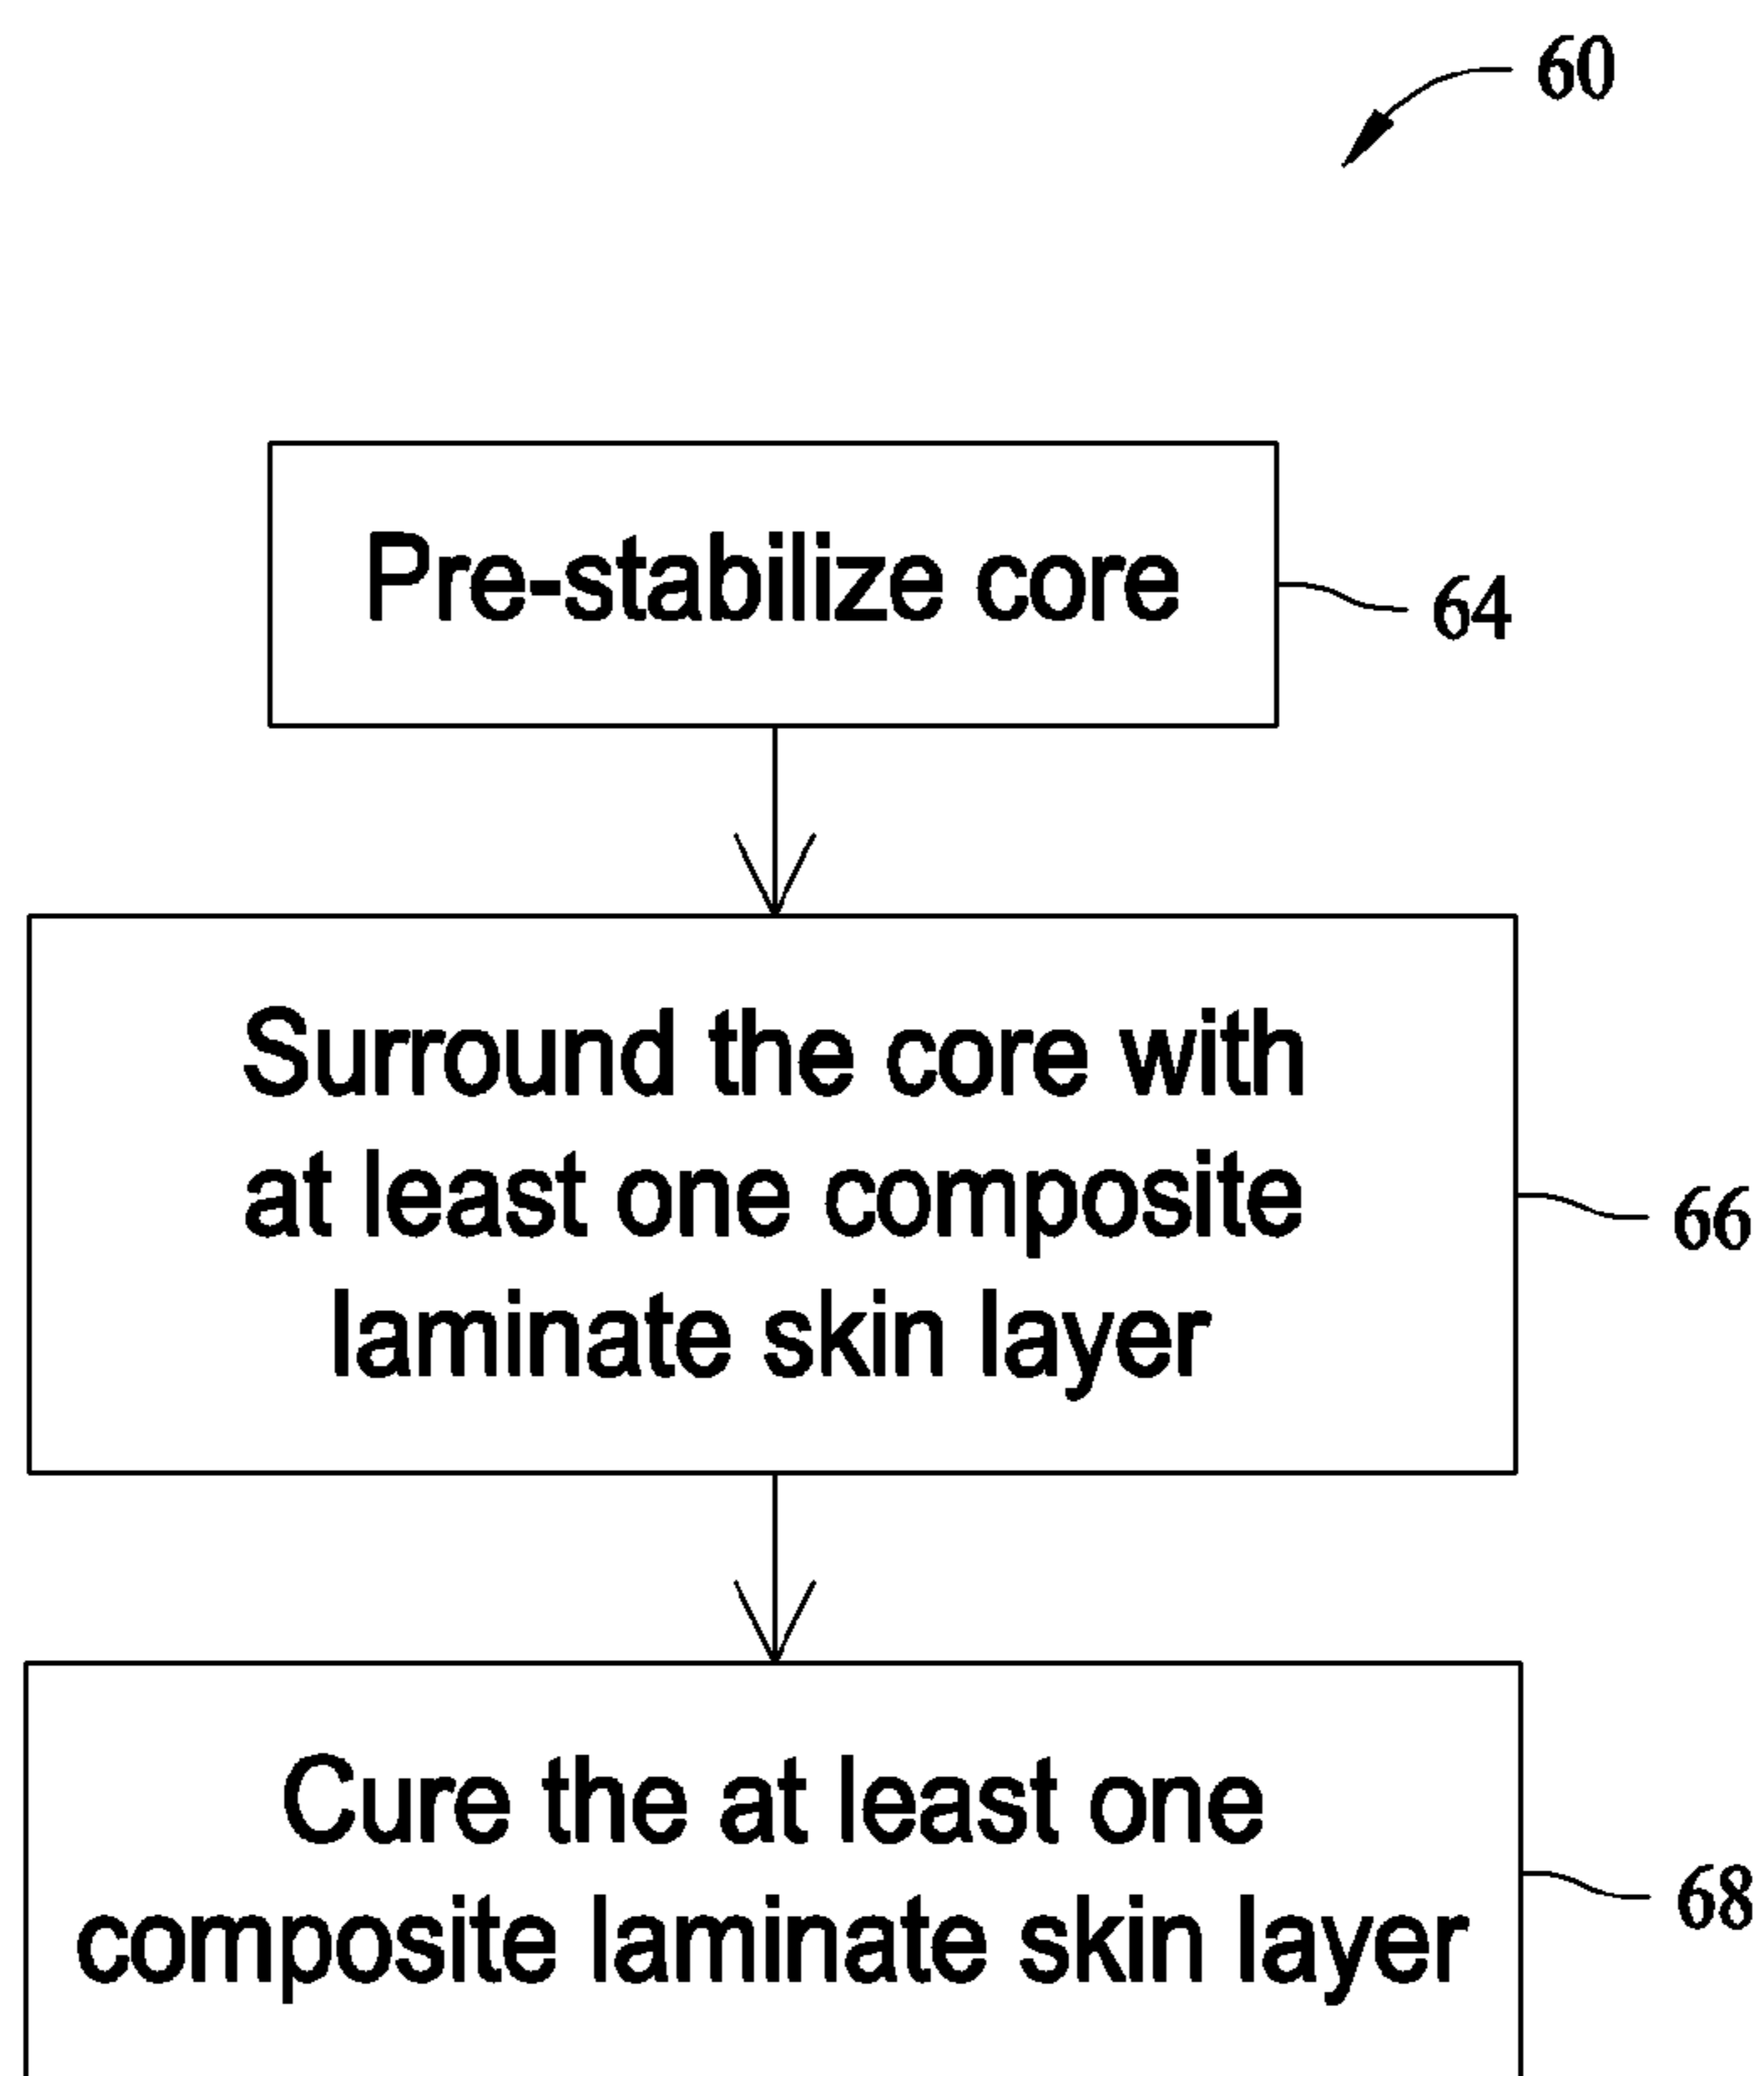 60
Pre-stabilize core
64
Surround the core with
at least one composite
laminate skin layer
66
Cure the at least one
composite laminate skin layer
68